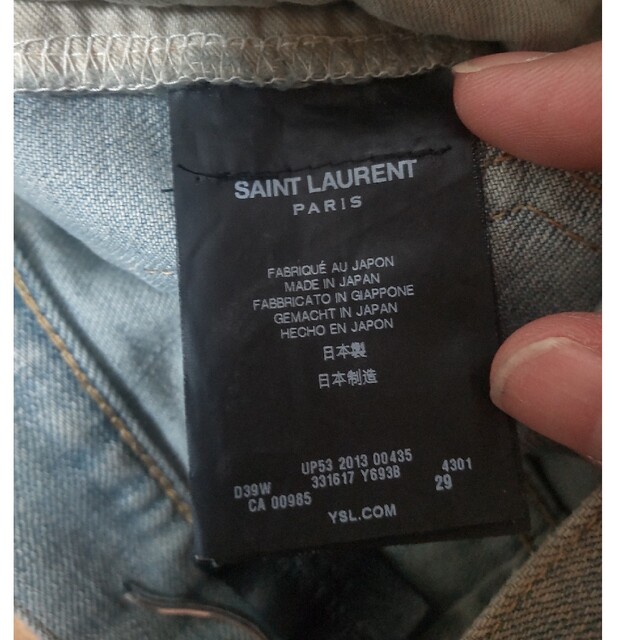 SAINT LAURENT
PARIS
FABRIQUÉ AU JAPON
MADE IN JAPAN
FABBRICATO IN GIAPPONE
GEMACHT IN JAPAN
HECHO EN JAPON
日本製
日本制造
UP53 2013 00435
D39W 331617 Y693B 4301
CA 00985 29
YSL.COM